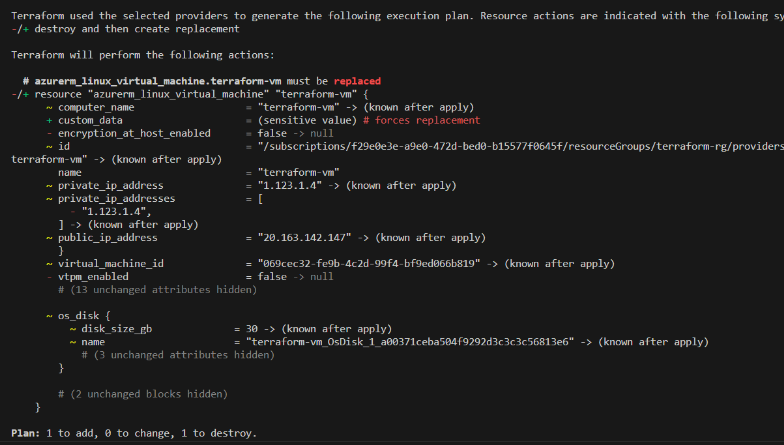 Terraform used the selected providers to generate the following execution plan. Resource actions are indicated with the following sy
-/+ destroy and then create replacement

Terraform will perform the following actions:

  # azurerm_linux_virtual_machine.terraform-vm must be replaced
-/+ resource "azurerm_linux_virtual_machine" "terraform-vm" {
      ~ computer_name                  = "terraform-vm" -> (known after apply)
      + custom_data                    = (sensitive value) # forces replacement
      - encryption_at_host_enabled     = false -> null
      ~ id                             = "/subscriptions/f29e0e3e-a9e0-472d-bed0-b15577f0645f/resourceGroups/terraform-rg/providers
terraform-vm" -> (known after apply)
        name                           = "terraform-vm"
      ~ private_ip_address             = "1.123.1.4" -> (known after apply)
      ~ private_ip_addresses           = [
          - "1.123.1.4",
        ] -> (known after apply)
      ~ public_ip_address              = "20.163.142.147" -> (known after apply)
        }
      ~ virtual_machine_id             = "069cec32-fe9b-4c2d-99f4-bf9ed066b819" -> (known after apply)
      - vtpm_enabled                   = false -> null
        # (13 unchanged attributes hidden)

      ~ os_disk {
          ~ disk_size_gb               = 30 -> (known after apply)
          ~ name                       = "terraform-vm_OsDisk_1_a00371ceba504f9292d3c3c3c56813e6" -> (known after apply)
            # (3 unchanged attributes hidden)
        }

        # (2 unchanged blocks hidden)
    }

Plan: 1 to add, 0 to change, 1 to destroy.